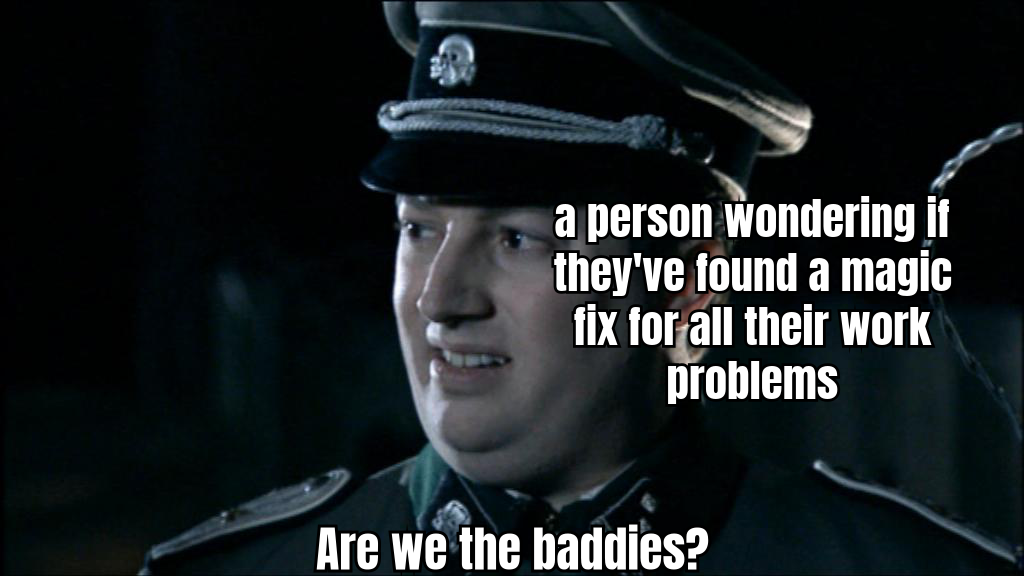 a person wondering if
they've found a magic
fix for all their work
problems
Are we the baddies?